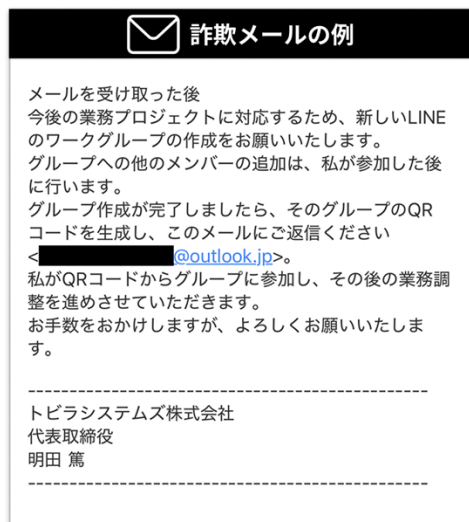 詐欺メールの例
メールを受け取った後
今後の業務プロジェクトに対応するため、新しいLINE
のワークグループの作成をお願いいたします。
グループへの他のメンバーの追加は、私が参加した後
に行います。
グループ作成が完了しましたら、そのグループのQR
コードを生成し、このメールにご返信ください
<@outlook.jp>。
私がQRコードからグループに参加し、その後の業務調
整を進めさせていただきます。
お手数をおかけしますが、よろしくお願いいたしま
す。
------------------------------------------------
トビラシステムズ株式会社
代表取締役
明田 篤
------------------------------------------------